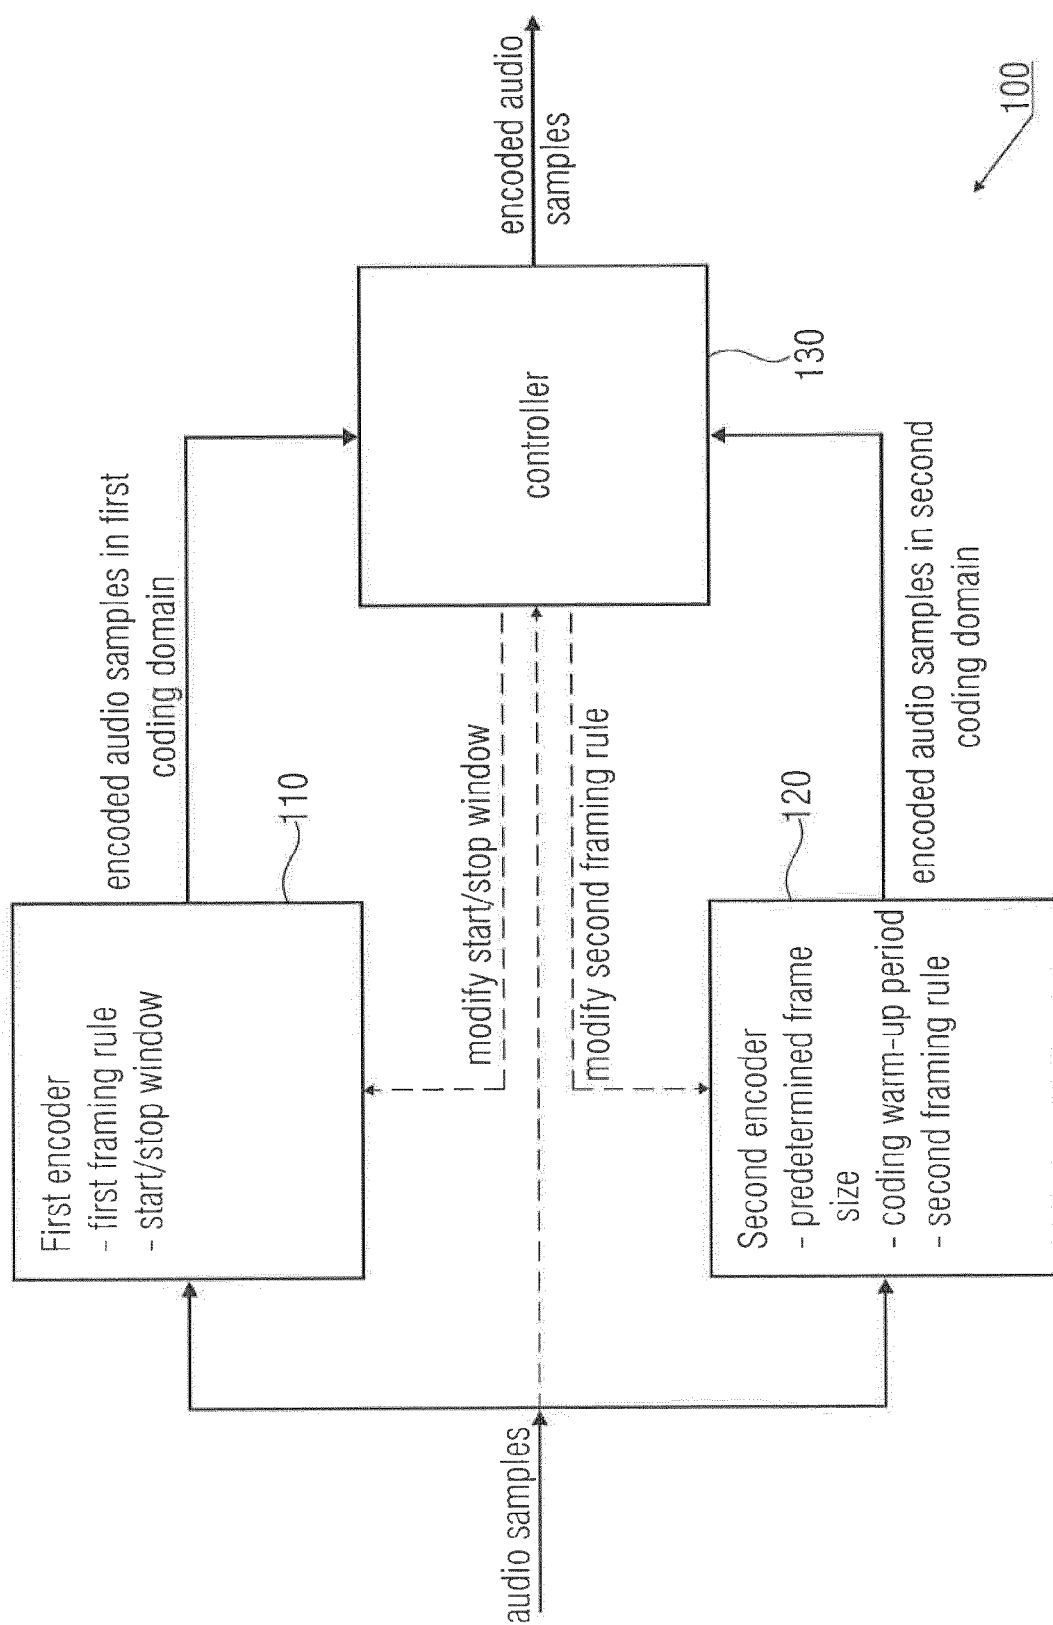 audio samples
First encoder
- first framing rule
- start/stop window
110
encoded audio samples in first
coding domain
modify start/stop window
modify second framing rule
Second encoder
- predetermined frame
size
- coding warm-up period
- second framing rule
120
encoded audio samples in second
coding domain
controller
130
encoded audio
samples
100